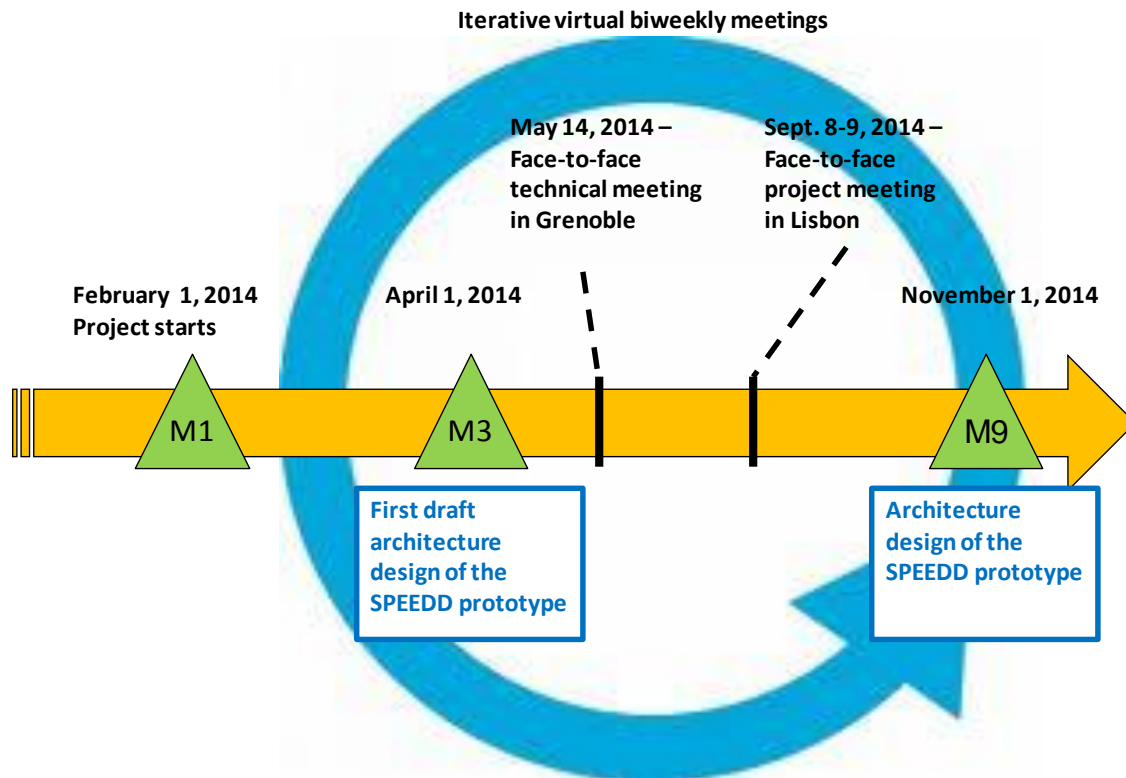 Iterative virtual biweekly meetings
May 14, 2014 –
Face-to-face
technical meeting
in Grenoble
Sept. 8-9, 2014 –
Face-to-face
project meeting
in Lisbon
February 1, 2014
Project starts
April 1, 2014
November 1, 2014
M1
M3
M9
First draft
architecture
design of the
SPEEDD prototype
Architecture
design of the
SPEEDD prototype